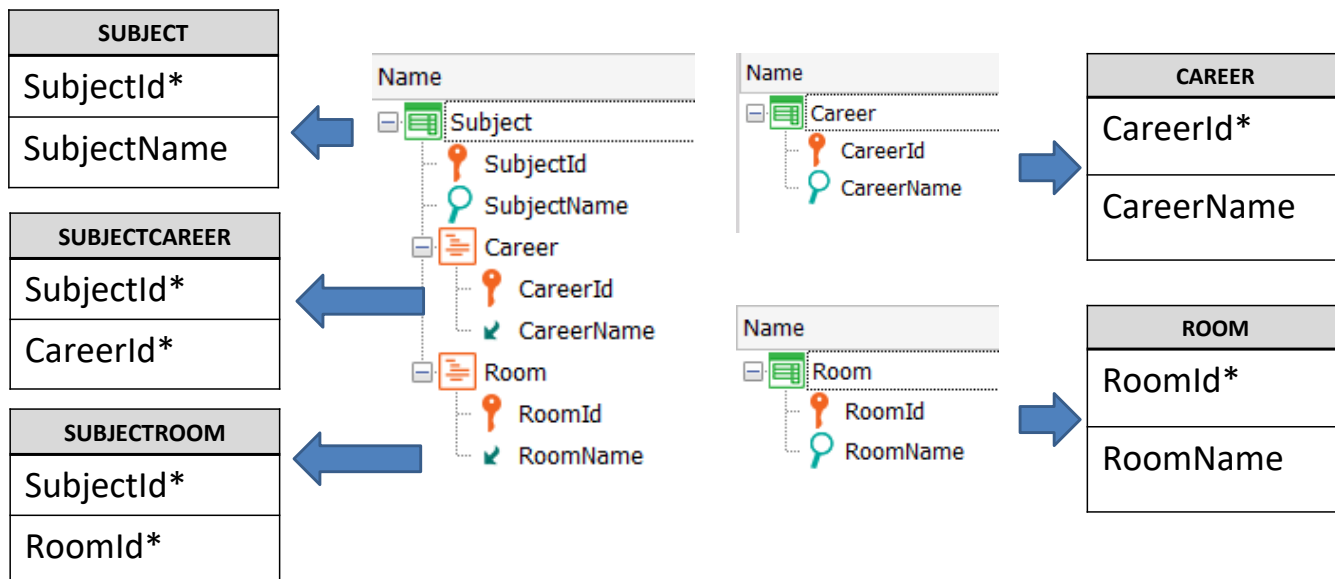 SUBJECT
SubjectId*
SubjectName
SUBJECTCAREER
SubjectId*
CareerId*
SUBJECTROOM
SubjectId*
RoomId*
Name
Subject
SubjectId
SubjectName
Career
CareerId
CareerName
Room
RoomId
RoomName
Name
Career
CareerId
CareerName
Name
Room
RoomId
RoomName
CAREER
CareerId*
CareerName
ROOM
RoomId*
RoomName